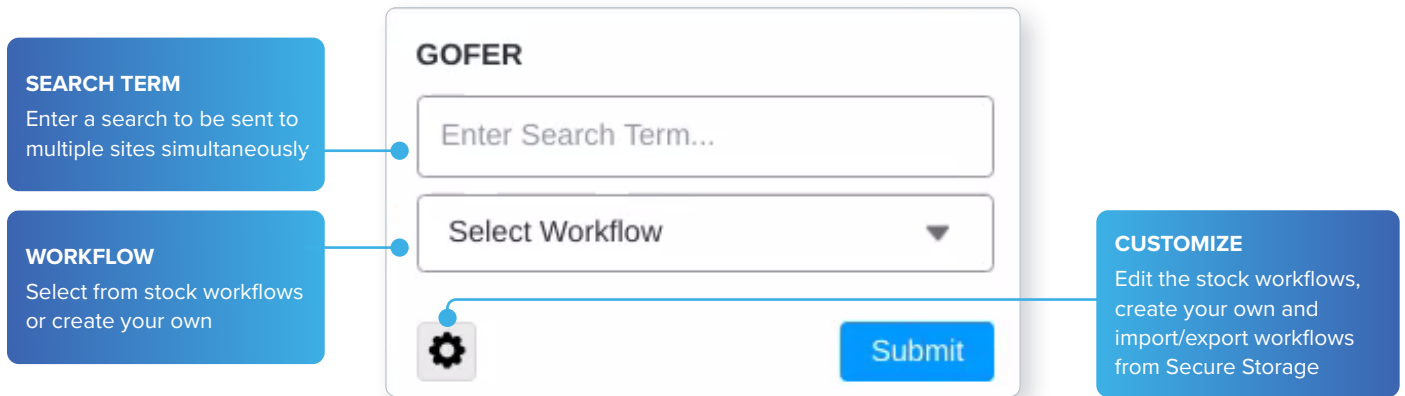 GOFER
SEARCH TERM
Enter a search to be sent to
multiple sites simultaneously
Enter Search Term...
WORKFLOW
Select from stock workflows
or create your own
Select Workflow
CUSTOMIZE
Edit the stock workflows,
create your own and
import/export workflows
from Secure Storage
Submit